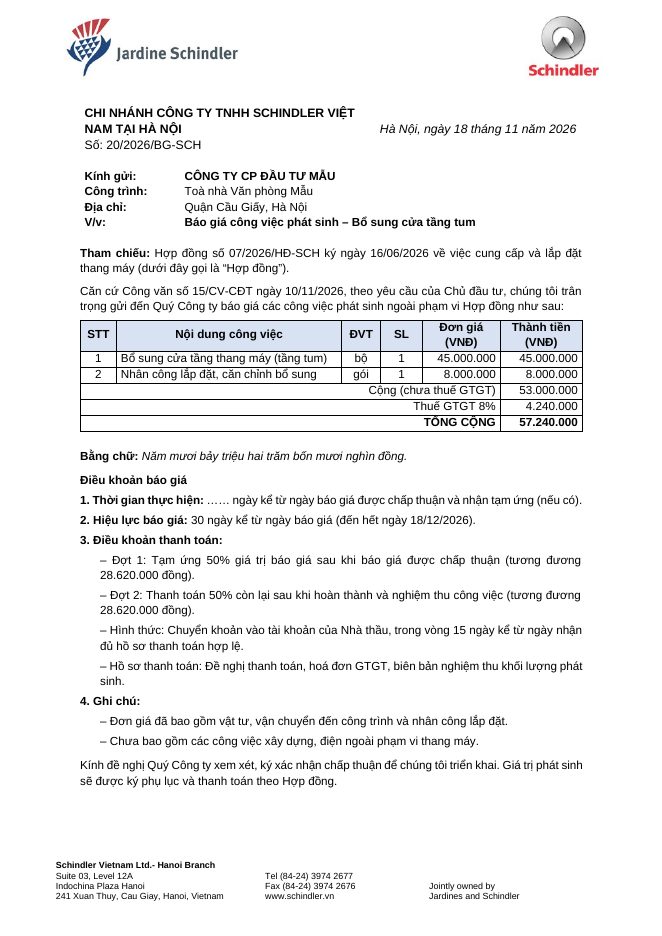 Jardine Schindler
Schindler
CHI NHÁNH CÔNG TY TNHH SCHINDLER VIỆT
NAM TẠI HÀ NỘI
Hà Nội, ngày 18 tháng 11 năm 2026
Số: 20/2026/BG-SCH
Kính gửi: CÔNG TY CP ĐẦU TƯ MẪU
Công trình: Toà nhà Văn phòng Mẫu
Địa chỉ: Quận Cầu Giấy, Hà Nội
V/v: Báo giá công việc phát sinh – Bổ sung cửa tầng tum
Tham chiếu: Hợp đồng số 07/2026/HĐ-SCH ký ngày 16/06/2026 về việc cung cấp và lắp đặt
thang máy (dưới đây gọi là “Hợp đồng”).
Căn cứ Công văn số 15/CV-CĐT ngày 10/11/2026, theo yêu cầu của Chủ đầu tư, chúng tôi trân
trọng gửi đến Quý Công ty báo giá các công việc phát sinh ngoài phạm vi Hợp đồng như sau:
STT Nội dung công việc ĐVT SL Đơn giá (VNĐ) Thành tiền (VNĐ)
1 Bổ sung cửa tầng thang máy (tầng tum) bộ 1 45.000.000 45.000.000
2 Nhân công lắp đặt, căn chỉnh bổ sung gói 1 8.000.000 8.000.000
Cộng (chưa thuế GTGT) 53.000.000
Thuế GTGT 8% 4.240.000
TỔNG CỘNG 57.240.000
Bằng chữ: Năm mươi bảy triệu hai trăm bốn mươi nghìn đồng.
Điều khoản báo giá
1. Thời gian thực hiện: …… ngày kể từ ngày báo giá được chấp thuận và nhận tạm ứng (nếu có).
2. Hiệu lực báo giá: 30 ngày kể từ ngày báo giá (đến hết ngày 18/12/2026).
3. Điều khoản thanh toán:
– Đợt 1: Tạm ứng 50% giá trị báo giá sau khi báo giá được chấp thuận (tương đương
28.620.000 đồng).
– Đợt 2: Thanh toán 50% còn lại sau khi hoàn thành và nghiệm thu công việc (tương đương
28.620.000 đồng).
– Hình thức: Chuyển khoản vào tài khoản của Nhà thầu, trong vòng 15 ngày kể từ ngày nhận
đủ hồ sơ thanh toán hợp lệ.
– Hồ sơ thanh toán: Đề nghị thanh toán, hoá đơn GTGT, biên bản nghiệm thu khối lượng phát
sinh.
4. Ghi chú:
– Đơn giá đã bao gồm vật tư, vận chuyển đến công trình và nhân công lắp đặt.
– Chưa bao gồm các công việc xây dựng, điện ngoài phạm vi thang máy.
Kính đề nghị Quý Công ty xem xét, ký xác nhận chấp thuận để chúng tôi triển khai. Giá trị phát sinh
sẽ được ký phụ lục và thanh toán theo Hợp đồng.
Schindler Vietnam Ltd.- Hanoi Branch
Suite 03, Level 12A Tel (84-24) 3974 2677
Indochina Plaza Hanoi Fax (84-24) 3974 2676 Jointly owned by
241 Xuan Thuy, Cau Giay, Hanoi, Vietnam www.schindler.vn Jardines and Schindler